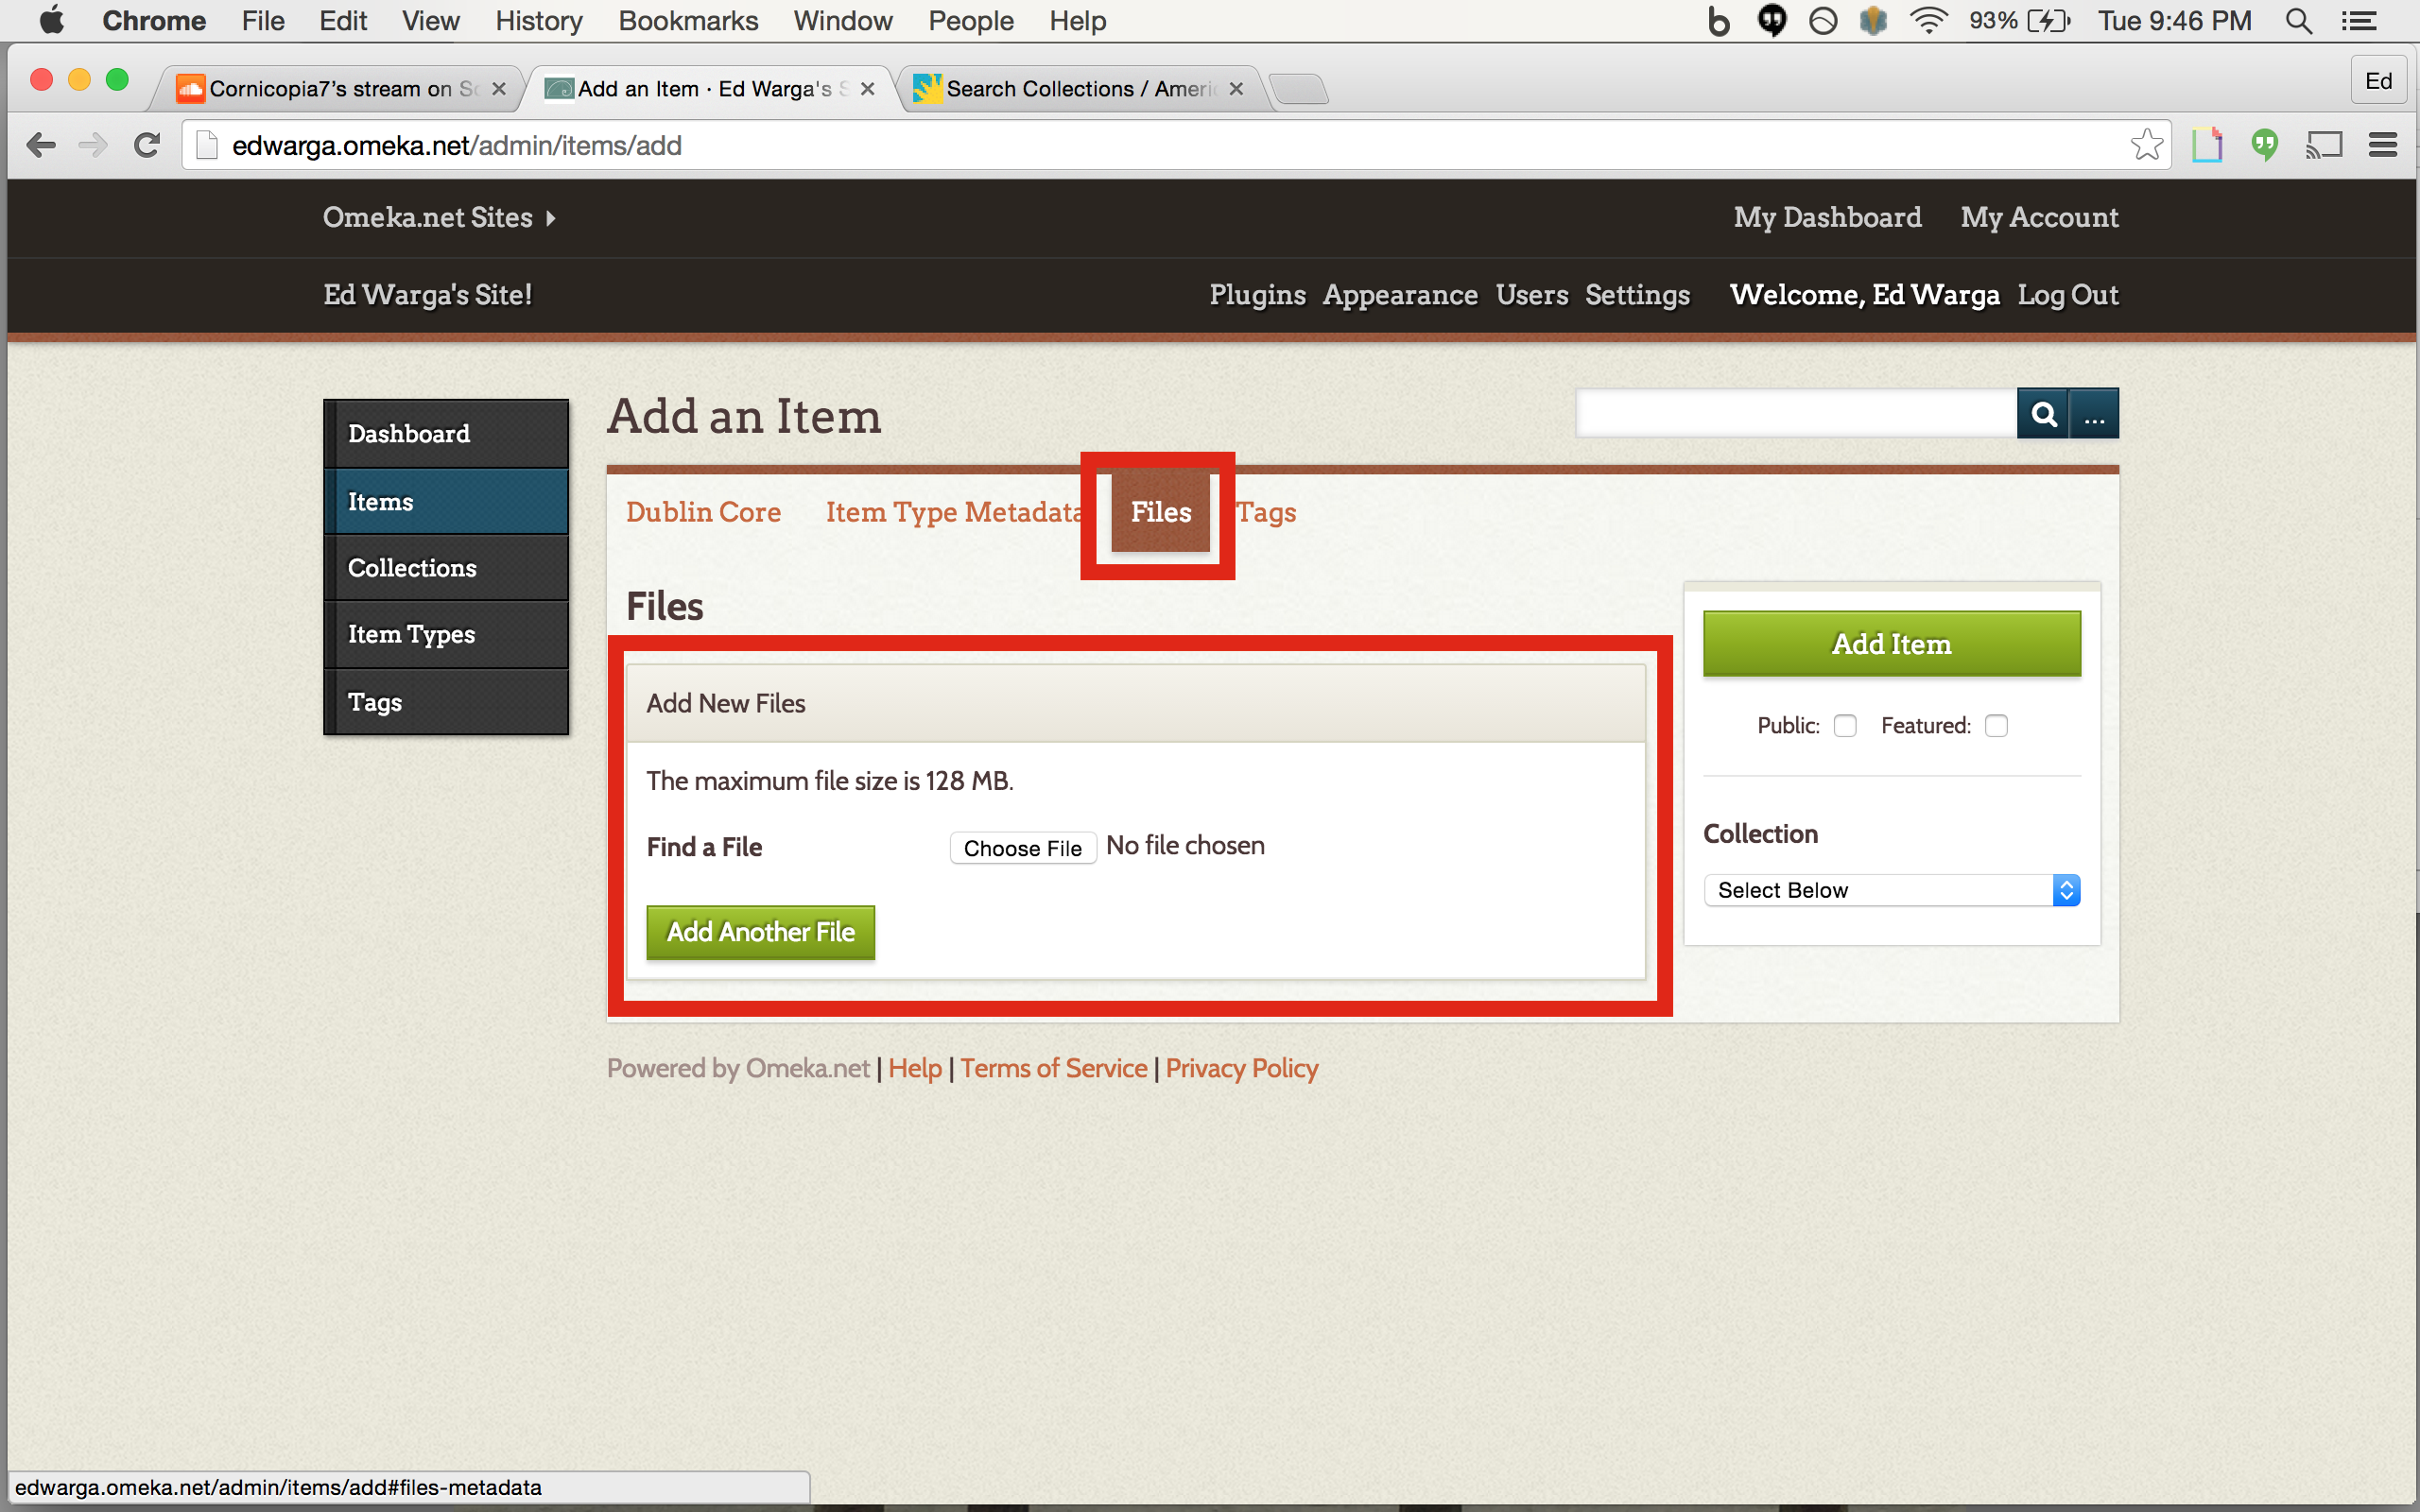 Chrome File Edit View History Bookmarks Window People Help 93% Tue 9:46 PM
Cornicopia7's stream on Sc Add an Item · Ed Warga's S Search Collections / Ameri Ed
edwarga.omeka.net/admin/items/add
Omeka.net Sites My Dashboard My Account
Ed Warga's Site! Plugins Appearance Users Settings Welcome, Ed Warga Log Out
Add an Item ...
Dashboard
Items
Collections
Item Types
Tags
Dublin Core Item Type Metadata Files Tags
Files
Add New Files
The maximum file size is 128 MB.
Find a File Choose File No file chosen
Add Another File
Add Item
Public: Featured:
Collection
Select Below
Powered by Omeka.net | Help | Terms of Service | Privacy Policy
edwarga.omeka.net/admin/items/add#files-metadata